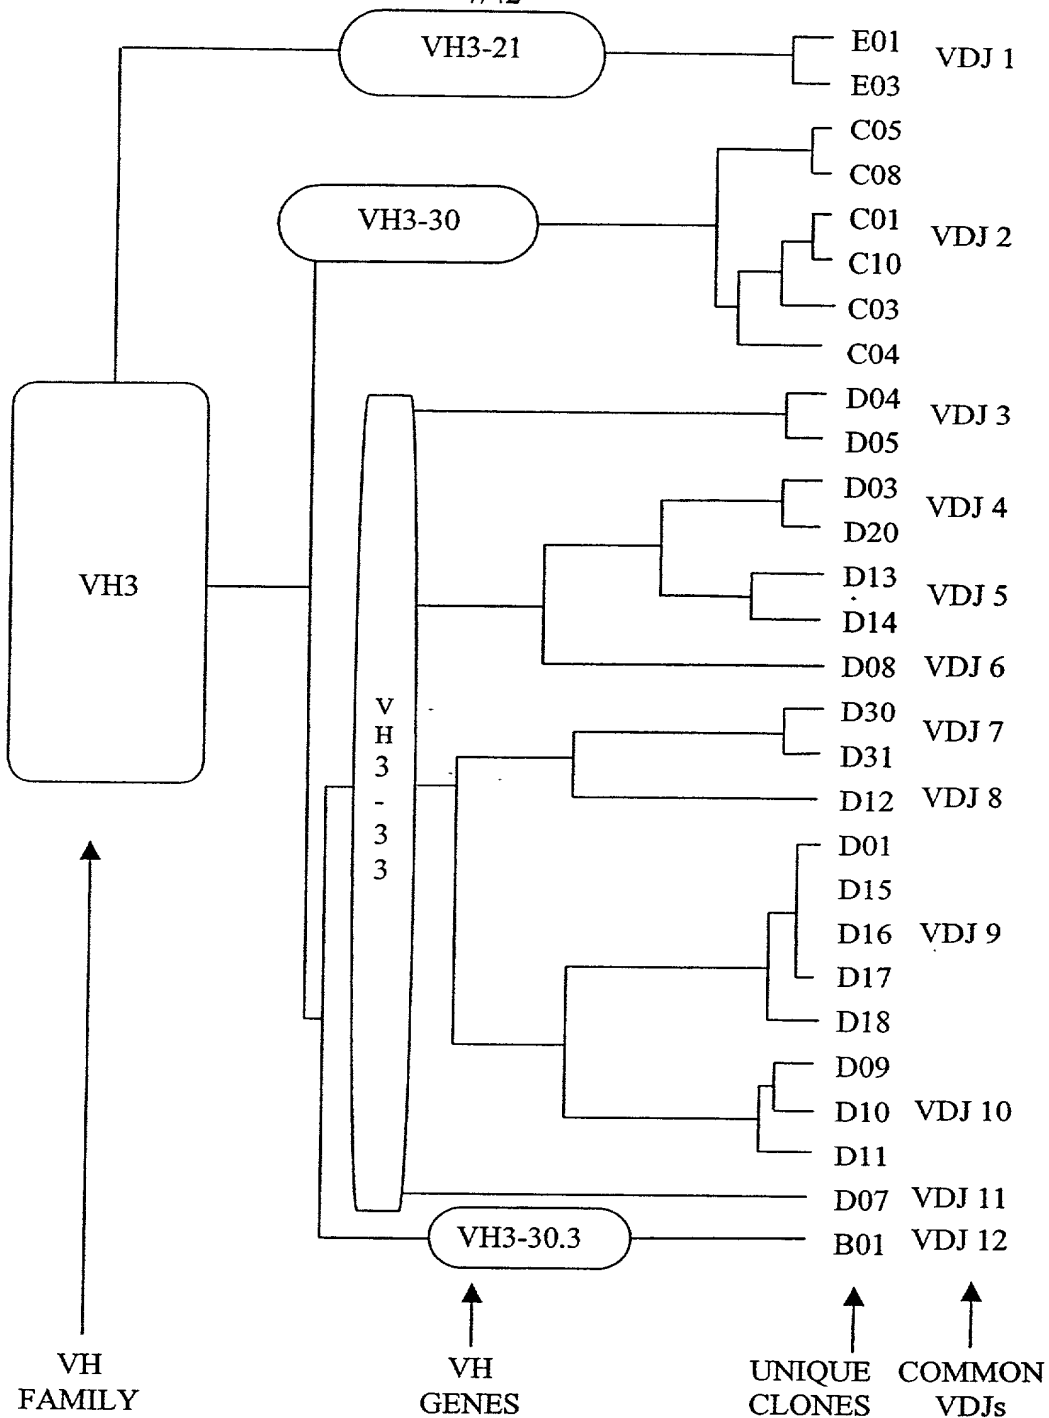 VH3-21
E01
VDJ 1
E03
C05
C08
VH3-30
C01
VDJ 2
C10
C03
C04
D04
VDJ 3
D05
D03
VDJ 4
D20
VH3
D13
VDJ 5
D14
D08
VDJ 6
VH3-33
D30
VDJ 7
D31
D12
VDJ 8
D01
D15
D16
VDJ 9
D17
D18
D09
D10
VDJ 10
D11
D07
VDJ 11
VH3-30.3
B01
VDJ 12
VH
FAMILY
VH
GENES
UNIQUE
CLONES
COMMON
VDJs